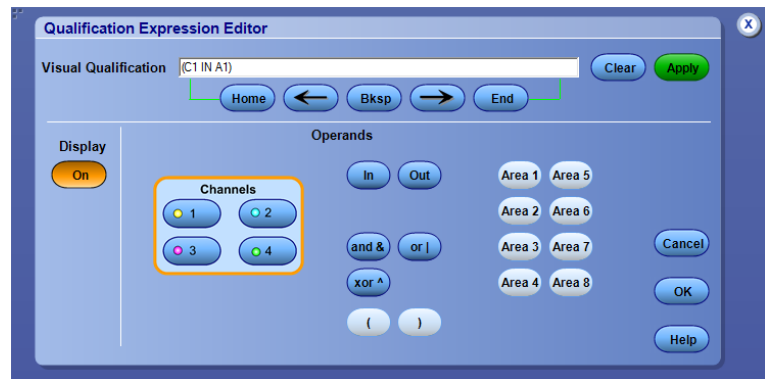 Qualification Expression Editor
X
Visual Qualification (C1 IN A1) Clear Apply
Home Bksp End
Display
On
Operands
Channels
1 2
3 4
In Out
and & or |
xor ^
( )
Area 1 Area 5
Area 2 Area 6
Area 3 Area 7
Area 4 Area 8
Cancel
OK
Help